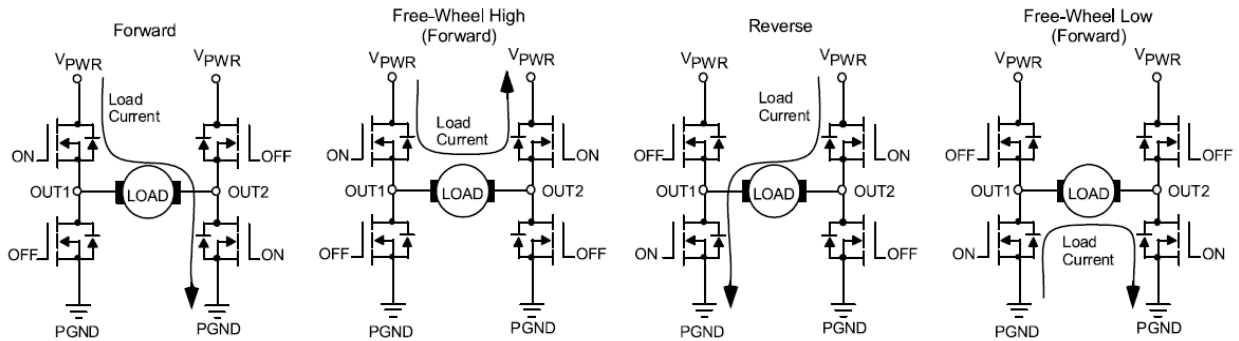 Forward
VPWR
VPWR
Load
Current
ON
OFF
OUT1
LOAD
OUT2
OFF
ON
PGND
PGND
Free–Wheel High
(Forward)
VPWR
VPWR
Load
Current
ON
ON
OUT1
LOAD
OUT2
OFF
OFF
PGND
PGND
Reverse
VPWR
VPWR
Load
Current
OFF
ON
OUT1
LOAD
OUT2
ON
OFF
PGND
PGND
Free–Wheel Low
(Forward)
VPWR
VPWR
OFF
OFF
OUT1
LOAD
OUT2
ON
Load
Current
ON
PGND
PGND